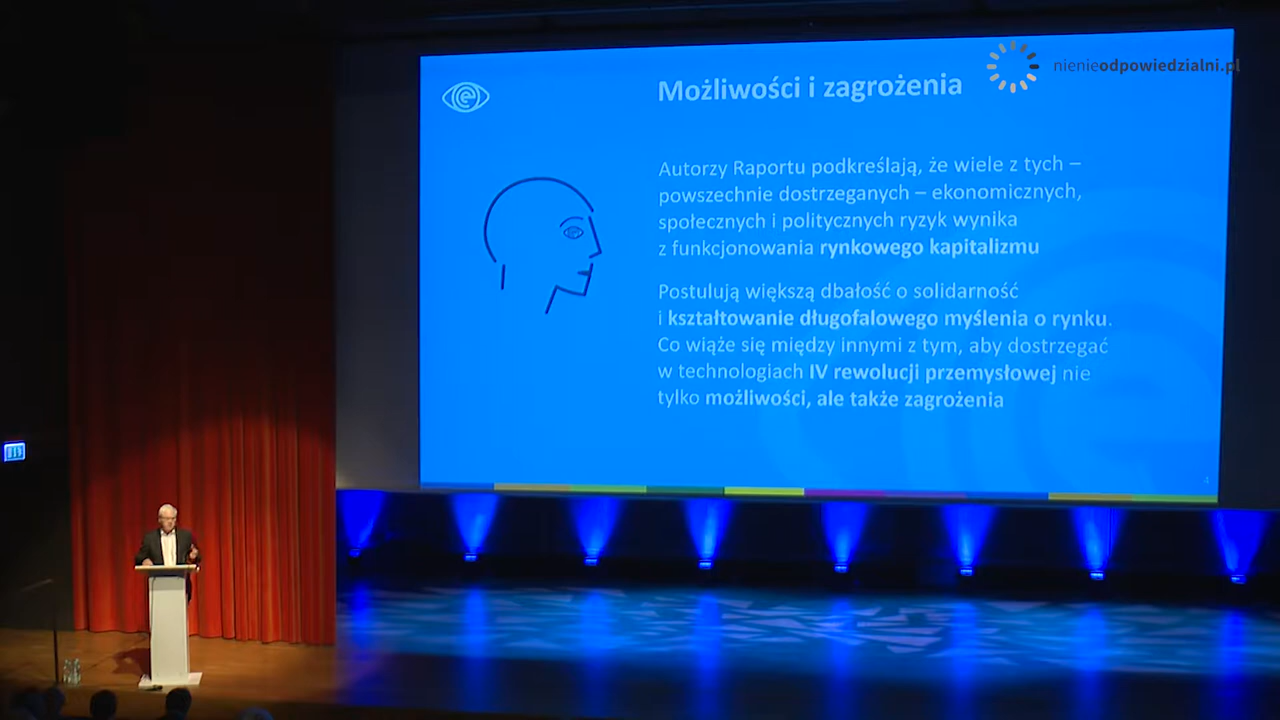 Możliwości i zagrożenia
nienieodpowiedzialni.pl
Autorzy Raportu podkreślają, że wiele z tych –
powszechnie dostrzeganych – ekonomicznych,
społecznych i politycznych ryzyk wynika
z funkcjonowania rynkowego kapitalizmu
Postulują większą dbałość o solidarność
i kształtowanie długofalowego myślenia o rynku.
Co wiąże się między innymi z tym, aby dostrzegać
w technologiach IV rewolucji przemysłowej nie
tylko możliwości, ale także zagrożenia